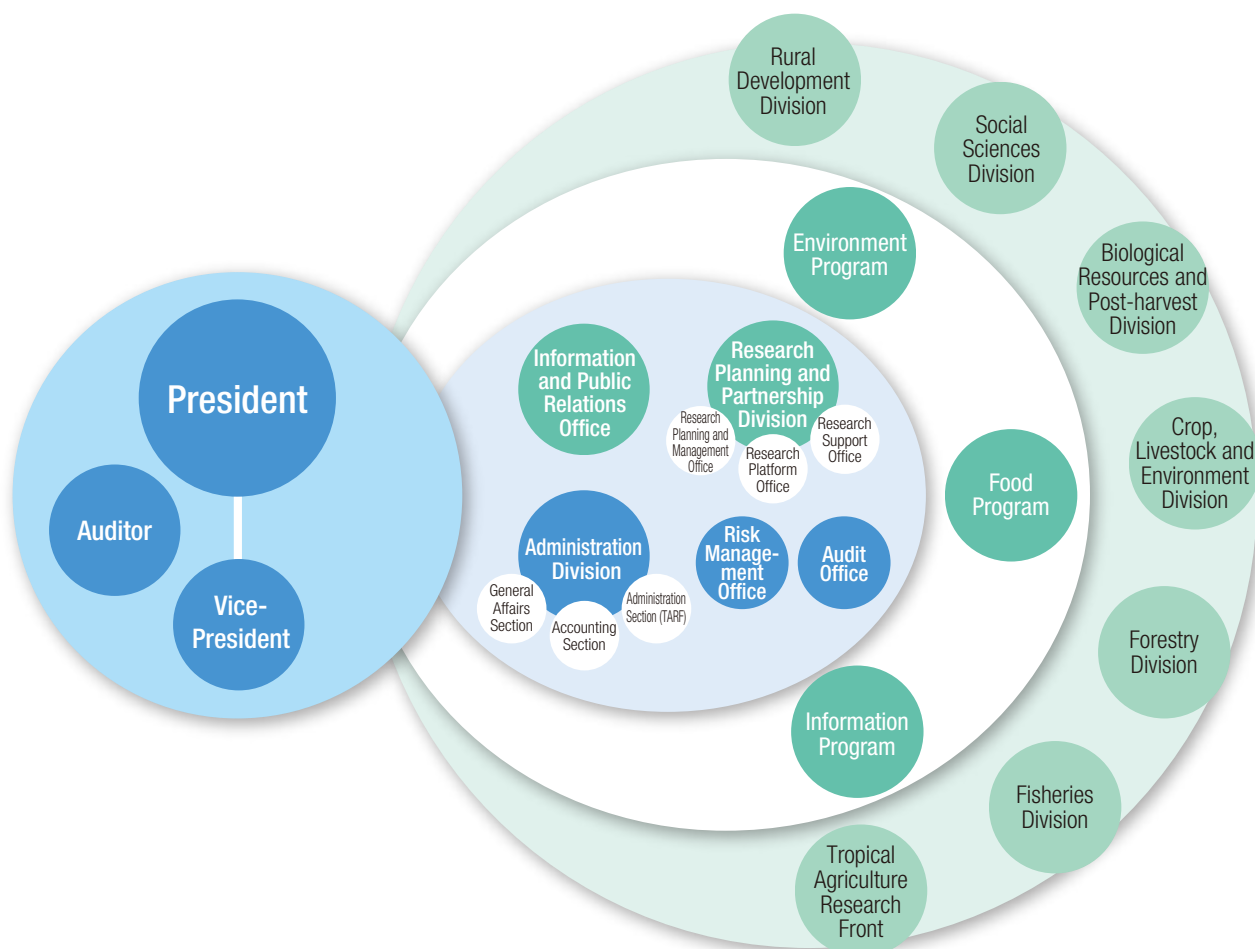 President
Auditor
Vice-
President
Information
and Public
Relations
Office
Research
Planning and
Partnership
Division
Research
Planning and
Management
Office
Research
Platform
Office
Research
Support
Office
Administration
Division
General
Affairs
Section
Accounting
Section
Administration
Section (TARF)
Risk
Manage-
ment
Office
Audit
Office
Environment
Program
Food
Program
Information
Program
Rural
Development
Division
Social
Sciences
Division
Biological
Resources and
Post-harvest
Division
Crop,
Livestock and
Environment
Division
Forestry
Division
Fisheries
Division
Tropical
Agriculture
Research
Front